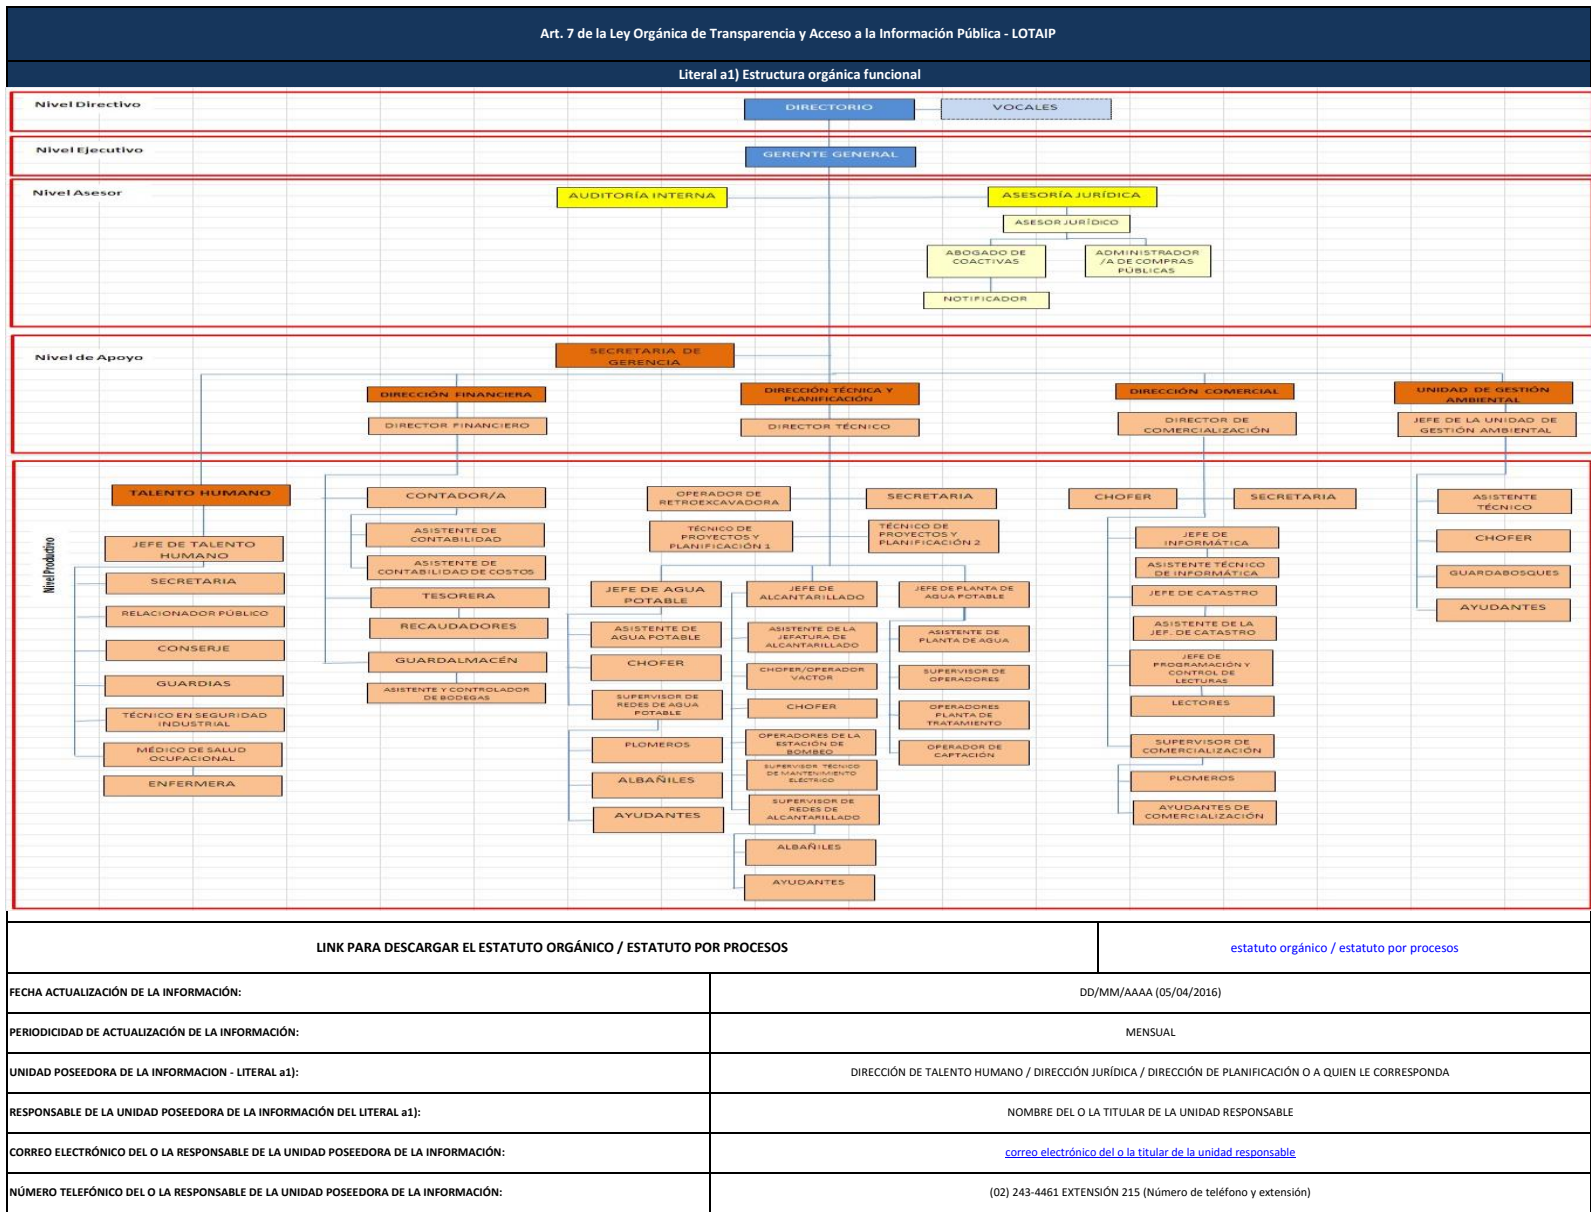 Art. 7 de la Ley Orgánica de Transparencia y Acceso a la Información Pública - LOTAIP
Literal a1) Estructura orgánica funcional
Nivel Directivo
DIRECTORIO
VOCALES
Nivel Ejecutivo
GERENTE GENERAL
Nivel Asesor
AUDITORÍA INTERNA
ASESORÍA JURÍDICA
ASESOR JURÍDICO
ABOGADO DE
COACTIVAS
ADMINISTRADOR
/A DE COMPRAS
PÚBLICAS
NOTIFICADOR
Nivel de Apoyo
SECRETARIA DE
GERENCIA
DIRECCIÓN FINANCIERA
DIRECTOR FINANCIERO
DIRECCIÓN TÉCNICA Y
PLANIFICACIÓN
DIRECTOR TÉCNICO
DIRECCIÓN COMERCIAL
DIRECTOR DE
COMERCIALIZACIÓN
UNIDAD DE GESTIÓN
AMBIENTAL
JEFE DE LA UNIDAD DE
GESTIÓN AMBIENTAL
Nivel Productivo
TALENTO HUMANO
JEFE DE TALENTO
HUMANO
SECRETARIA
RELACIONADOR PÚBLICO
CONSERJE
GUARDIAS
TÉCNICO EN SEGURIDAD
INDUSTRIAL
MÉDICO DE SALUD
OCUPACIONAL
ENFERMERA
CONTADOR/A
ASISTENTE DE
CONTABILIDAD
ASISTENTE DE
CONTABILIDAD DE COSTOS
TESORERA
RECAUDADORES
GUARDALMACÉN
ASISTENTE Y CONTROLADOR
DE BODEGAS
OPERADOR DE
RETROEXCAVADORA
SECRETARIA
TÉCNICO DE
PROYECTOS Y
PLANIFICACIÓN 1
TÉCNICO DE
PROYECTOS Y
PLANIFICACIÓN 2
JEFE DE AGUA
POTABLE
ASISTENTE DE
AGUA POTABLE
CHOFER
SUPERVISOR DE
REDES DE AGUA
POTABLE
PLOMEROS
ALBAÑILES
AYUDANTES
JEFE DE
ALCANTARILLADO
ASISTENTE DE LA
JEFATURA DE
ALCANTARILLADO
CHOFER/OPERADOR
VACTOR
CHOFER
OPERADORES DE LA
ESTACIÓN DE
BOMBEO
SUPERVISOR TÉCNICO
DE MANTENIMIENTO
ELÉCTRICO
SUPERVISOR DE
REDES DE
ALCANTARILLADO
ALBAÑILES
AYUDANTES
JEFE DE PLANTA DE
AGUA POTABLE
ASISTENTE DE
PLANTA DE AGUA
SUPERVISOR DE
OPERADORES
OPERADORES
PLANTA DE
TRATAMIENTO
OPERADOR DE
CAPTACIÓN
CHOFER
SECRETARIA
JEFE DE
INFORMÁTICA
ASISTENTE TÉCNICO
DE INFORMÁTICA
JEFE DE CATASTRO
ASISTENTE DE LA
JEF. DE CATASTRO
JEFE DE
PROGRAMACIÓN Y
CONTROL DE
LECTURAS
LECTORES
SUPERVISOR DE
COMERCIALIZACIÓN
PLOMEROS
AYUDANTES DE
COMERCIALIZACIÓN
ASISTENTE
TÉCNICO
CHOFER
GUARDABOSQUES
AYUDANTES
LINK PARA DESCARGAR EL ESTATUTO ORGÁNICO / ESTATUTO POR PROCESOS
estatuto orgánico / estatuto por procesos
FECHA ACTUALIZACIÓN DE LA INFORMACIÓN:
DD/MM/AAAA (05/04/2016)
PERIODICIDAD DE ACTUALIZACIÓN DE LA INFORMACIÓN:
MENSUAL
UNIDAD POSEEDORA DE LA INFORMACION - LITERAL a1):
DIRECCIÓN DE TALENTO HUMANO / DIRECCIÓN JURÍDICA / DIRECCIÓN DE PLANIFICACIÓN O A QUIEN LE CORRESPONDA
RESPONSABLE DE LA UNIDAD POSEEDORA DE LA INFORMACIÓN DEL LITERAL a1):
NOMBRE DEL O LA TITULAR DE LA UNIDAD RESPONSABLE
CORREO ELECTRÓNICO DEL O LA RESPONSABLE DE LA UNIDAD POSEEDORA DE LA INFORMACIÓN:
correo electrónico del o la titular de la unidad responsable
NÚMERO TELEFÓNICO DEL O LA RESPONSABLE DE LA UNIDAD POSEEDORA DE LA INFORMACIÓN:
(02) 243-4461 EXTENSIÓN 215 (Número de teléfono y extensión)